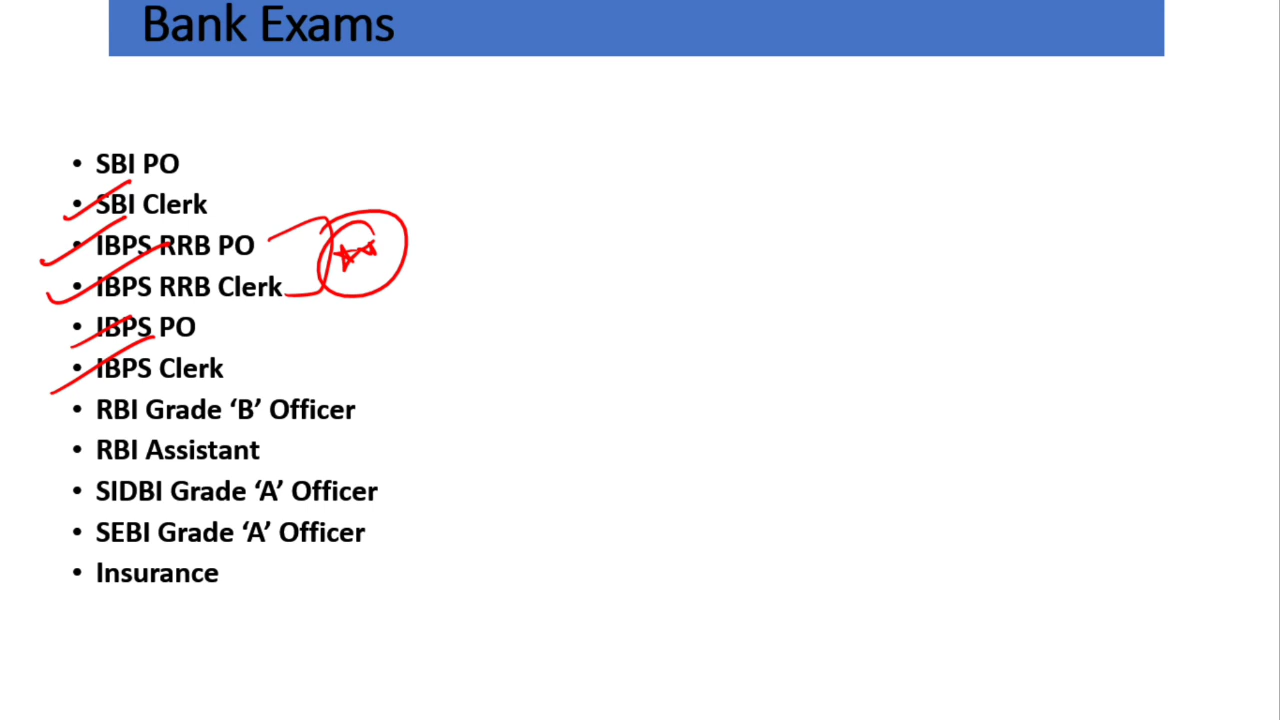 Bank Exams
• SBI PO
• SBI Clerk
• IBPS RRB PO
• IBPS RRB Clerk
• IBPS PO
• IBPS Clerk
• RBI Grade ‘B’ Officer
• RBI Assistant
• SIDBI Grade ‘A’ Officer
• SEBI Grade ‘A’ Officer
• Insurance